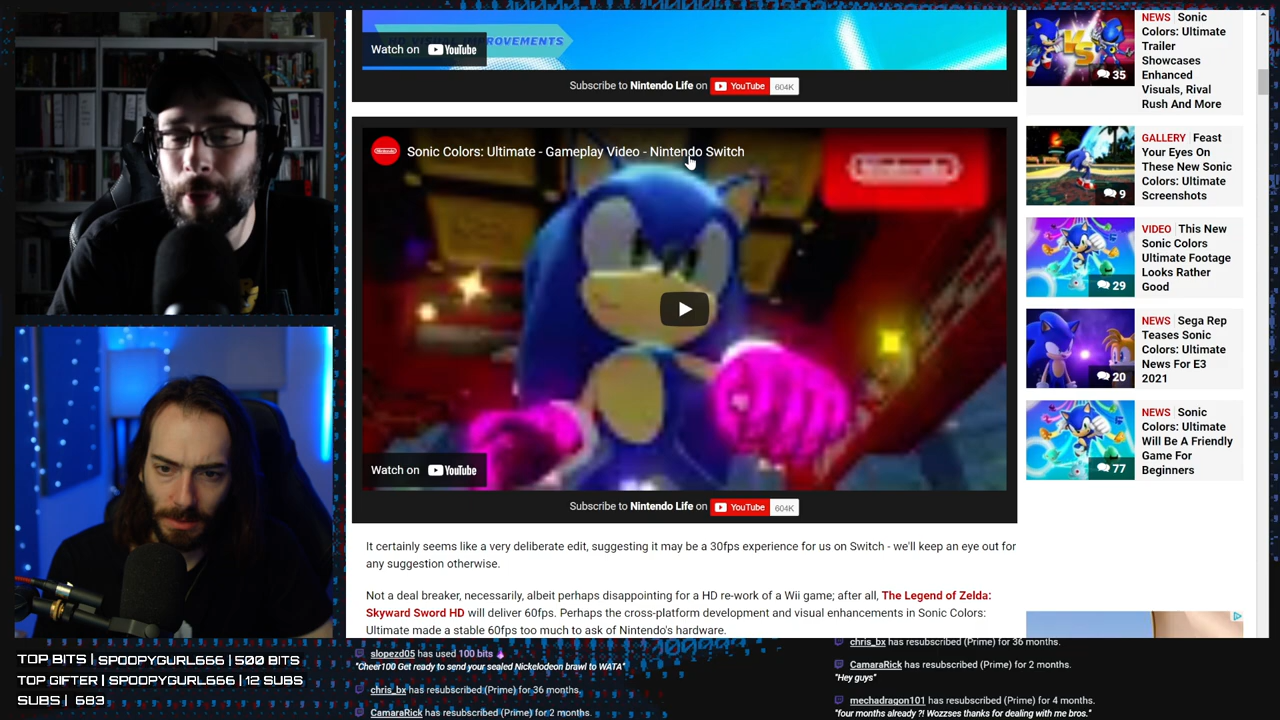 VISUAL IMPROVEMENTS
Watch on YouTube
Subscribe to Nintendo Life on YouTube 604K
Nintendo
Sonic Colors: Ultimate - Gameplay Video - Nintendo Switch
Nintendo
Watch on YouTube
Subscribe to Nintendo Life on YouTube 604K
It certainly seems like a very deliberate edit, suggesting it may be a 30fps experience for us on Switch - we'll keep an eye out for
any suggestion otherwise.
Not a deal breaker, necessarily, albeit perhaps disappointing for a HD re-work of a Wii game; after all, The Legend of Zelda:
Skyward Sword HD will deliver 60fps. Perhaps the cross-platform development and visual enhancements in Sonic Colors:
Ultimate made a stable 60fps too much to ask of Nintendo's hardware.
NEWS Sonic
Colors: Ultimate
Trailer
Showcases
Enhanced
Visuals, Rival
Rush And More
VS
35
GALLERY Feast
Your Eyes On
These New Sonic
Colors: Ultimate
Screenshots
9
VIDEO This New
Sonic Colors
Ultimate Footage
Looks Rather
Good
29
NEWS Sega Rep
Teases Sonic
Colors: Ultimate
News For E3
2021
20
NEWS Sonic
Colors: Ultimate
Will Be A Friendly
Game For
Beginners
77
TOP BITS | SPOOPYGURL666 | 500 BITS
TOP GIFTER | SPOOPYGURL666 | 12 SUBS
SUBS | 683
slopezd05 has used 100 bits
"Cheer100 Get ready to send your sealed Nickelodeon brawl to WATA"
chris_bx has resubscribed (Prime) for 36 months.
CamaraRick has resubscribed (Prime) for 2 months.
chris_bx has resubscribed (Prime) for 36 months.
CamaraRick has resubscribed (Prime) for 2 months.
"Hey guys"
mechadragon101 has resubscribed (Prime) for 4 months.
"four months already ?! Wozzses thanks for dealing with me bros."